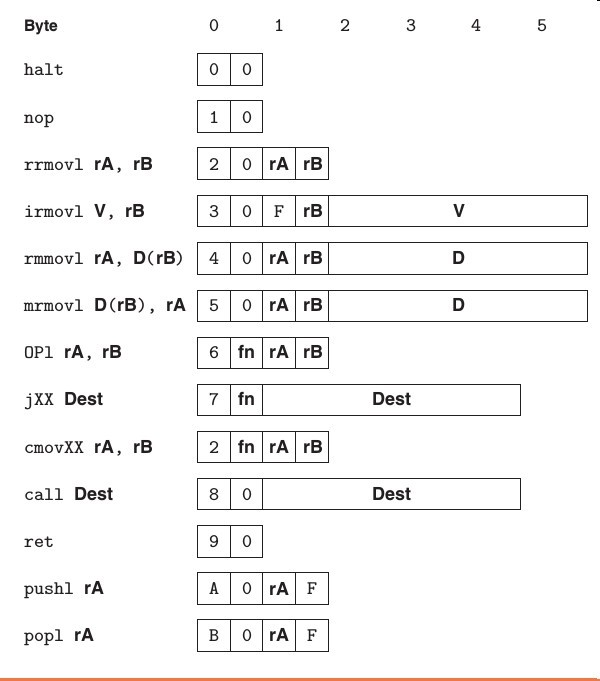 Byte 0 1 2 3 4 5
halt 0 0
nop 1 0
rrmovl rA, rB 2 0 rA rB
irmovl V, rB 3 0 F rB V
rmmovl rA, D(rB) 4 0 rA rB D
mrmovl D(rB), rA 5 0 rA rB D
OPl rA, rB 6 fn rA rB
jXX Dest 7 fn Dest
cmovXX rA, rB 2 fn rA rB
call Dest 8 0 Dest
ret 9 0
pushl rA A 0 rA F
popl rA B 0 rA F